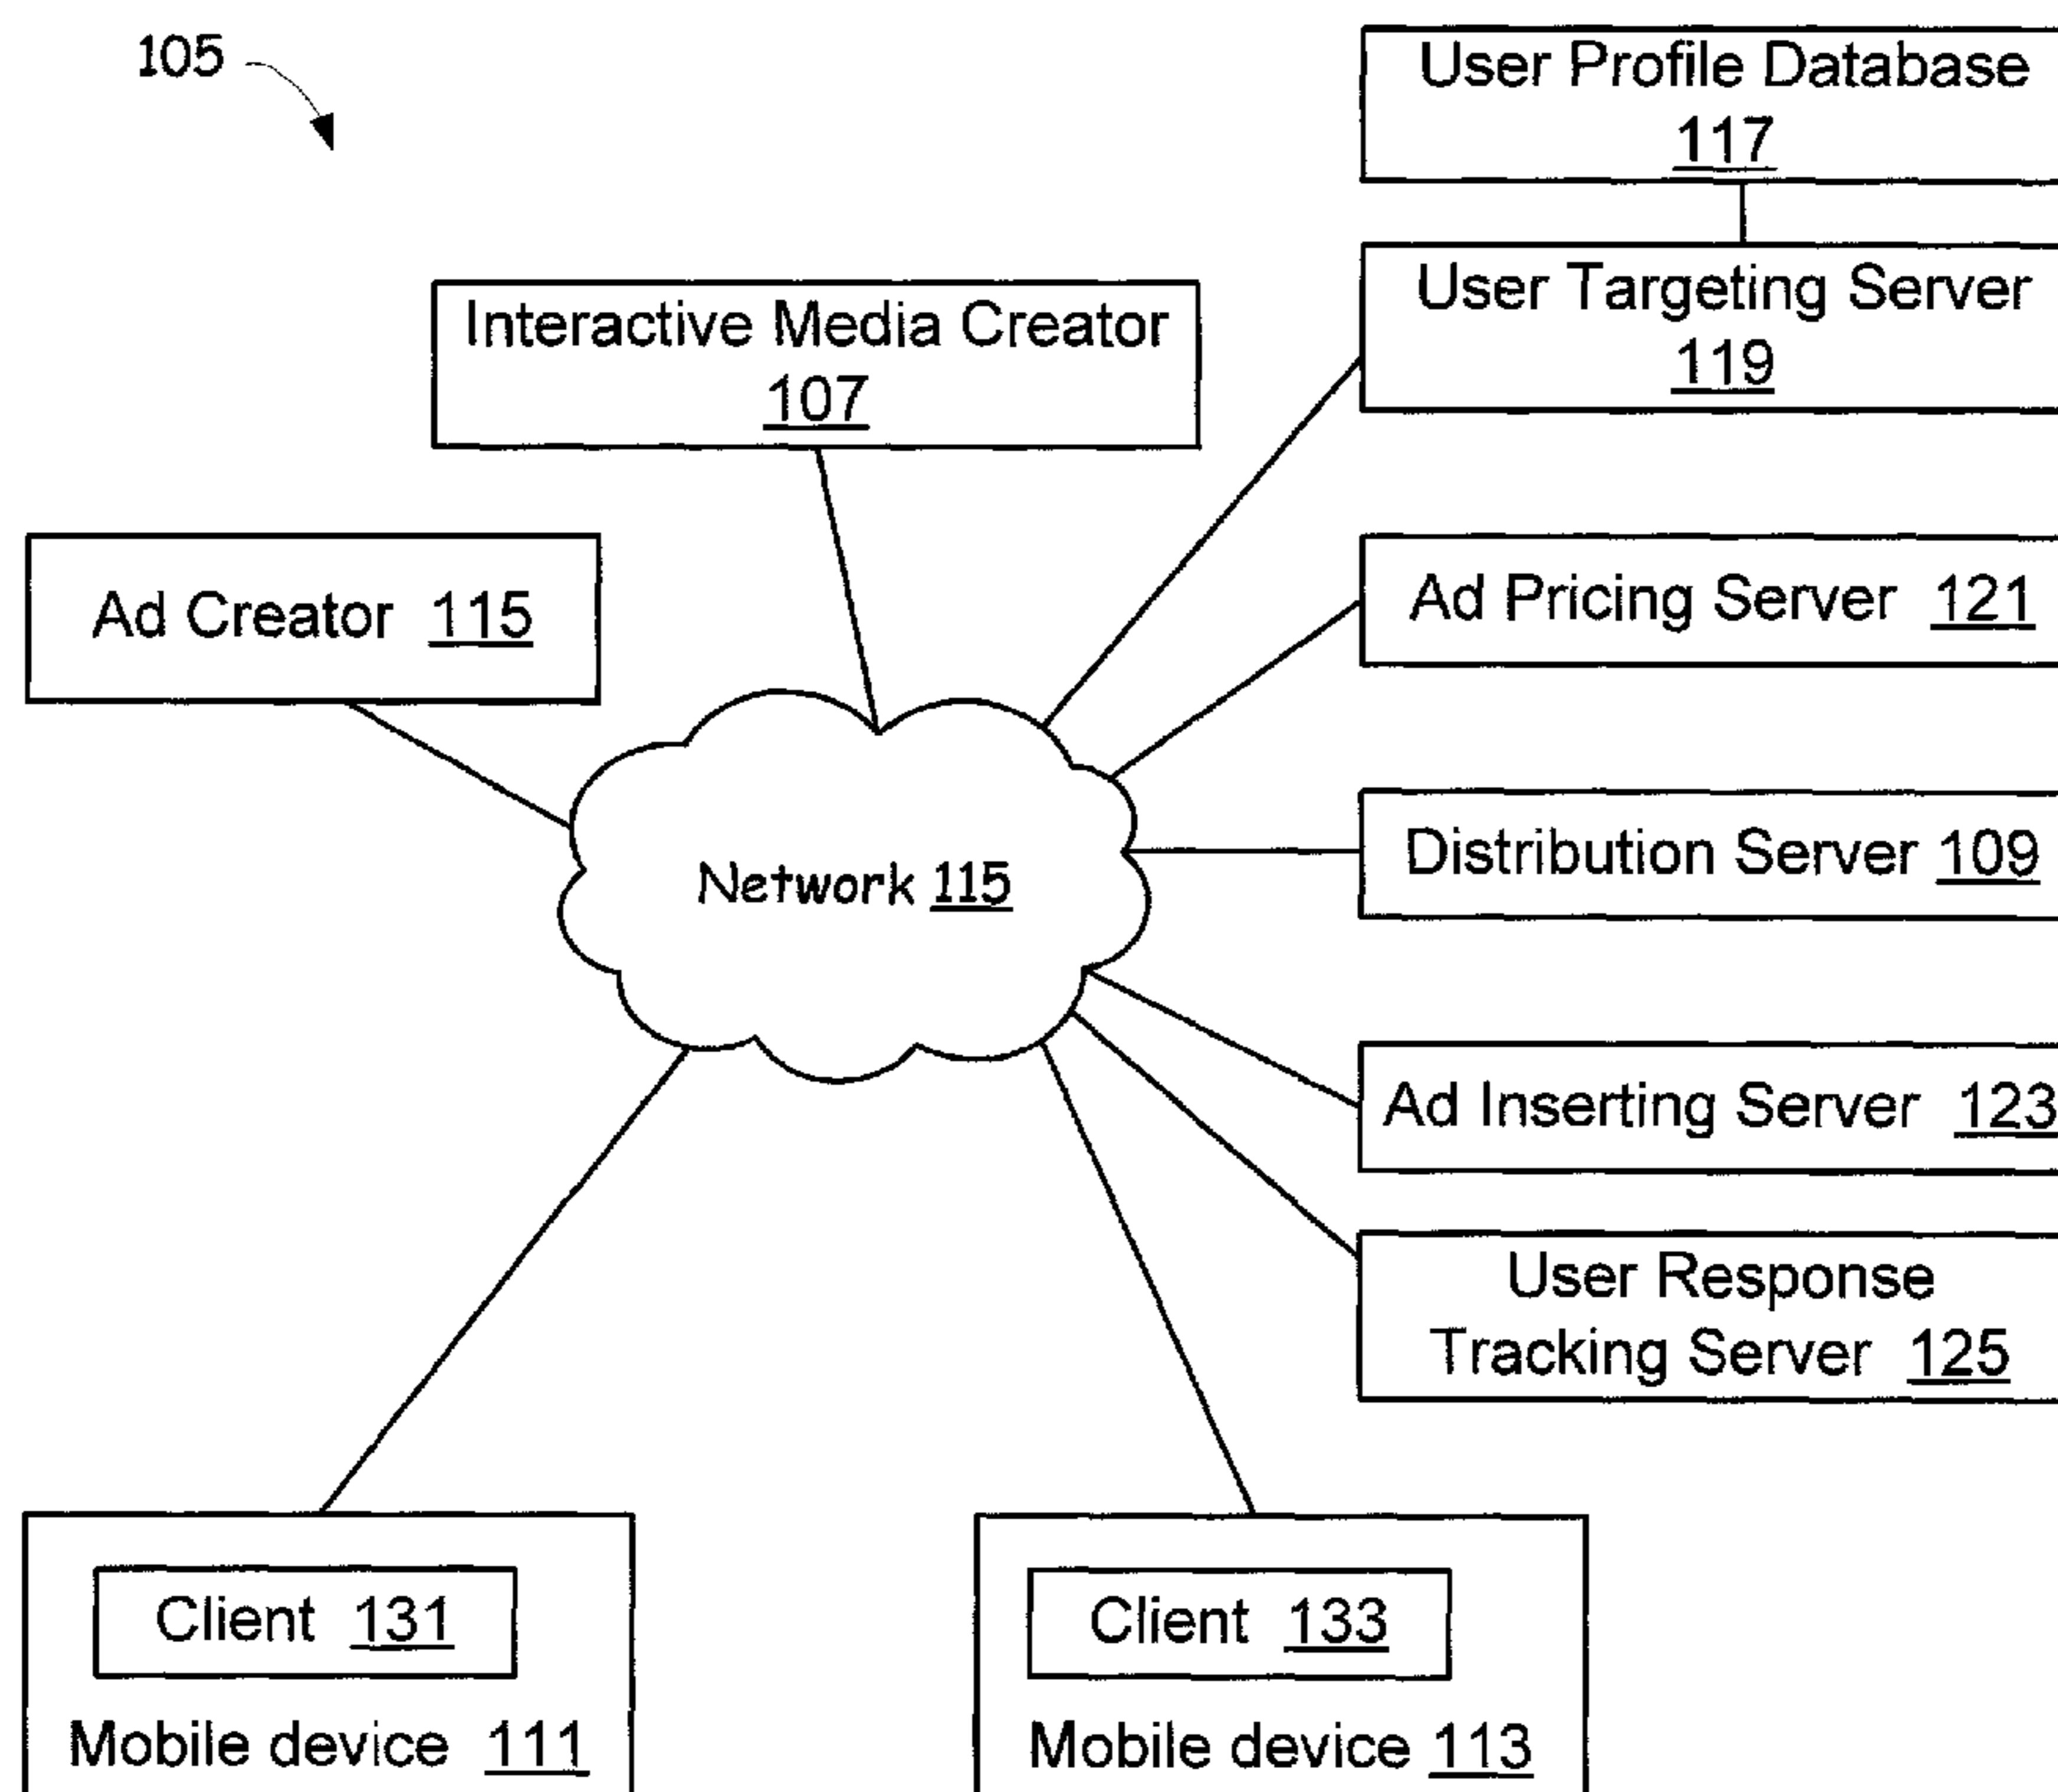 105
User Profile Database
117
User Targeting Server
119
Interactive Media Creator
107
Ad Creator 115
Ad Pricing Server 121
Network 115
Distribution Server 109
Ad Inserting Server 123
User Response
Tracking Server 125
Client 131
Mobile device 111
Client 133
Mobile device 113